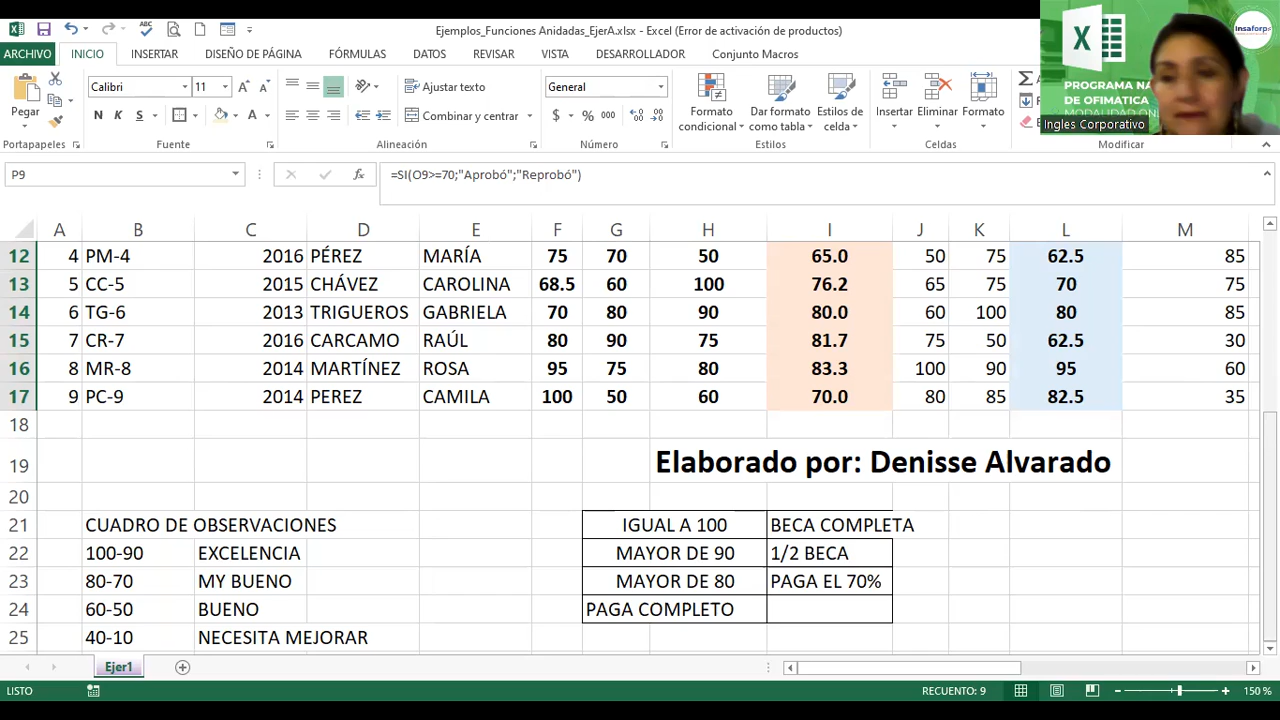 Ejemplos_Funciones Anidadas_EjerA.xlsx - Excel (Error de activación de productos)
ARCHIVO INICIO INSERTAR DISEÑO DE PÁGINA FÓRMULAS DATOS REVISAR VISTA DESARROLLADOR Conjunto Macros
Pegar
Calibri 11
Ajustar texto
General
N K S
Combinar y centrar
$ % 000
Formato condicional
Dar formato como tabla
Estilos de celda
Insertar Eliminar Formato
Portapapeles Fuente Alineación Número Estilos Celdas Modificar
insaforp
PROGRAMA NA
DE OFIMATICA
MODALIDAD ON
Ingles Corporativo
P9 fx =SI(O9>=70;"Aprobó";"Reprobó")
A B C D E F G H I J K L M
12 4 PM-4 2016 PÉREZ MARÍA 75 70 50 65.0 50 75 62.5 85
13 5 CC-5 2015 CHÁVEZ CAROLINA 68.5 60 100 76.2 65 75 70 75
14 6 TG-6 2013 TRIGUEROS GABRIELA 70 80 90 80.0 60 100 80 85
15 7 CR-7 2016 CARCAMO RAÚL 80 90 75 81.7 75 50 62.5 30
16 8 MR-8 2014 MARTÍNEZ ROSA 95 75 80 83.3 100 90 95 60
17 9 PC-9 2014 PEREZ CAMILA 100 50 60 70.0 80 85 82.5 35
18
19 Elaborado por: Denisse Alvarado
20
21 CUADRO DE OBSERVACIONES IGUAL A 100 BECA COMPLETA
22 100-90 EXCELENCIA MAYOR DE 90 1/2 BECA
23 80-70 MY BUENO MAYOR DE 80 PAGA EL 70%
24 60-50 BUENO PAGA COMPLETO
25 40-10 NECESITA MEJORAR
Ejer1
LISTO RECUENTO: 9 150 %